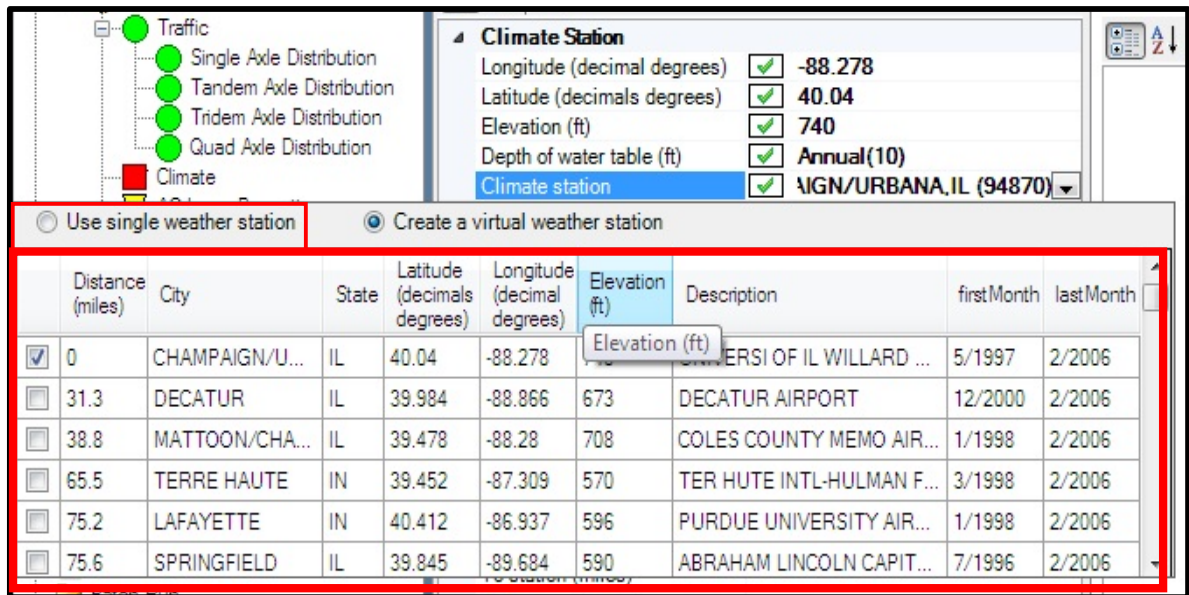 Traffic
Single Axle Distribution
Tandem Axle Distribution
Tridem Axle Distribution
Quad Axle Distribution
Climate
Climate Station
Longitude (decimal degrees) -88.278
Latitude (decimals degrees) 40.04
Elevation (ft) 740
Depth of water table (ft) Annual(10)
Climate station AIGN/URBANA,IL (94870)
A
Z
Use single weather station Create a virtual weather station
Distance (miles) City State Latitude (decimals degrees) Longitude (decimal degrees) Elevation (ft) Description firstMonth lastMonth
Elevation (ft)
0 CHAMPAIGN/U... IL 40.04 -88.278 OF IL WILLARD ... 5/1997 2/2006
31.3 DECATUR IL 39.984 -88.866 673 DECATUR AIRPORT 12/2000 2/2006
38.8 MATTOON/CHA... IL 39.478 -88.28 708 COLES COUNTY MEMO AIR... 1/1998 2/2006
65.5 TERRE HAUTE IN 39.452 -87.309 570 TER HUTE INTL-HULMAN F... 3/1998 2/2006
75.2 LAFAYETTE IN 40.412 -86.937 596 PURDUE UNIVERSITY AIR... 1/1998 2/2006
75.6 SPRINGFIELD IL 39.845 -89.684 590 ABRAHAM LINCOLN CAPIT... 7/1996 2/2006